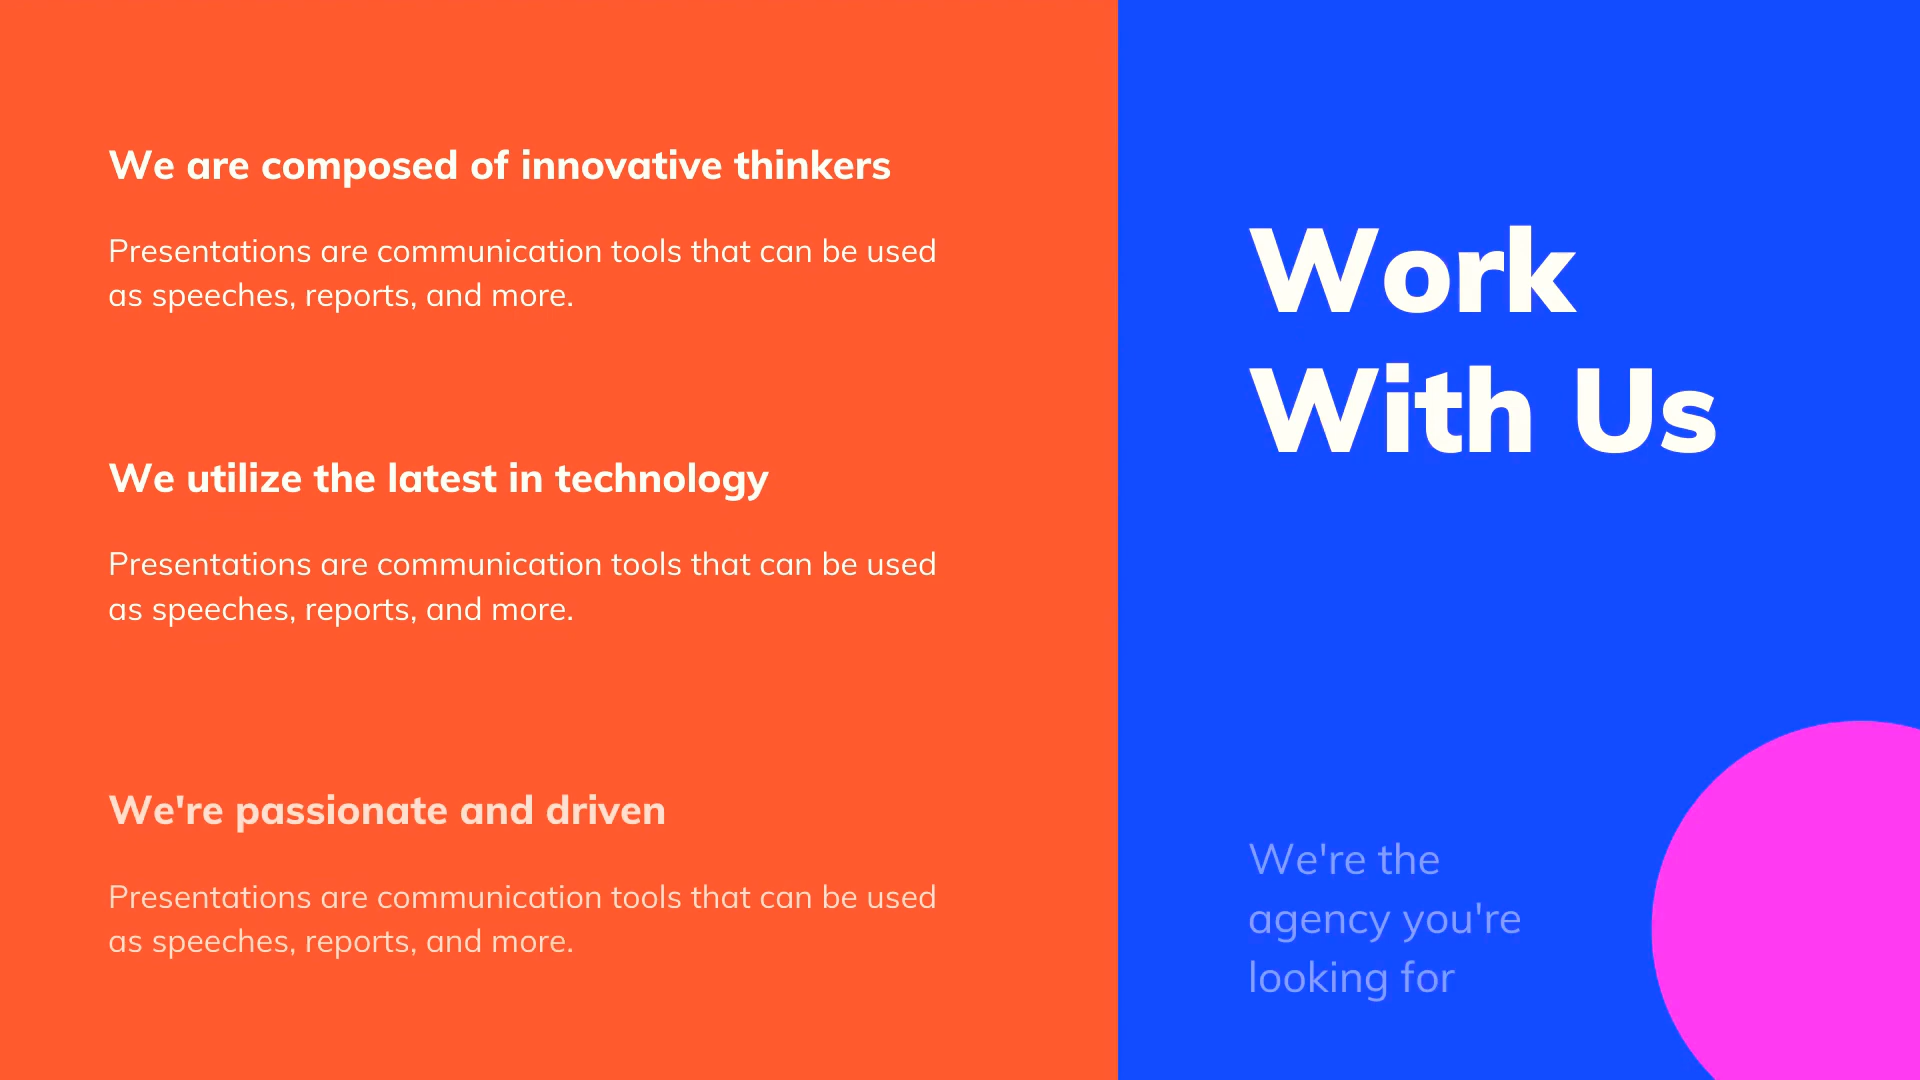 We are composed of innovative thinkers
Presentations are communication tools that can be used
as speeches, reports, and more.
We utilize the latest in technology
Presentations are communication tools that can be used
as speeches, reports, and more.
We're passionate and driven
Presentations are communication tools that can be used
as speeches, reports, and more.
Work
With Us
We're the
agency you're
looking for